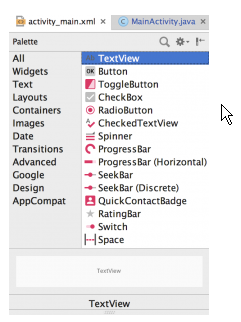 activity_main.xml × MainActivity.java ×
Palette
All
Widgets
Text
Layouts
Containers
Images
Date
Transitions
Advanced
Google
Design
AppCompat
Ab TextView
OK Button
ToggleButton
CheckBox
RadioButton
CheckedTextView
Spinner
ProgressBar
ProgressBar (Horizontal)
SeekBar
SeekBar (Discrete)
QuickContactBadge
RatingBar
Switch
Space
TextView
TextView